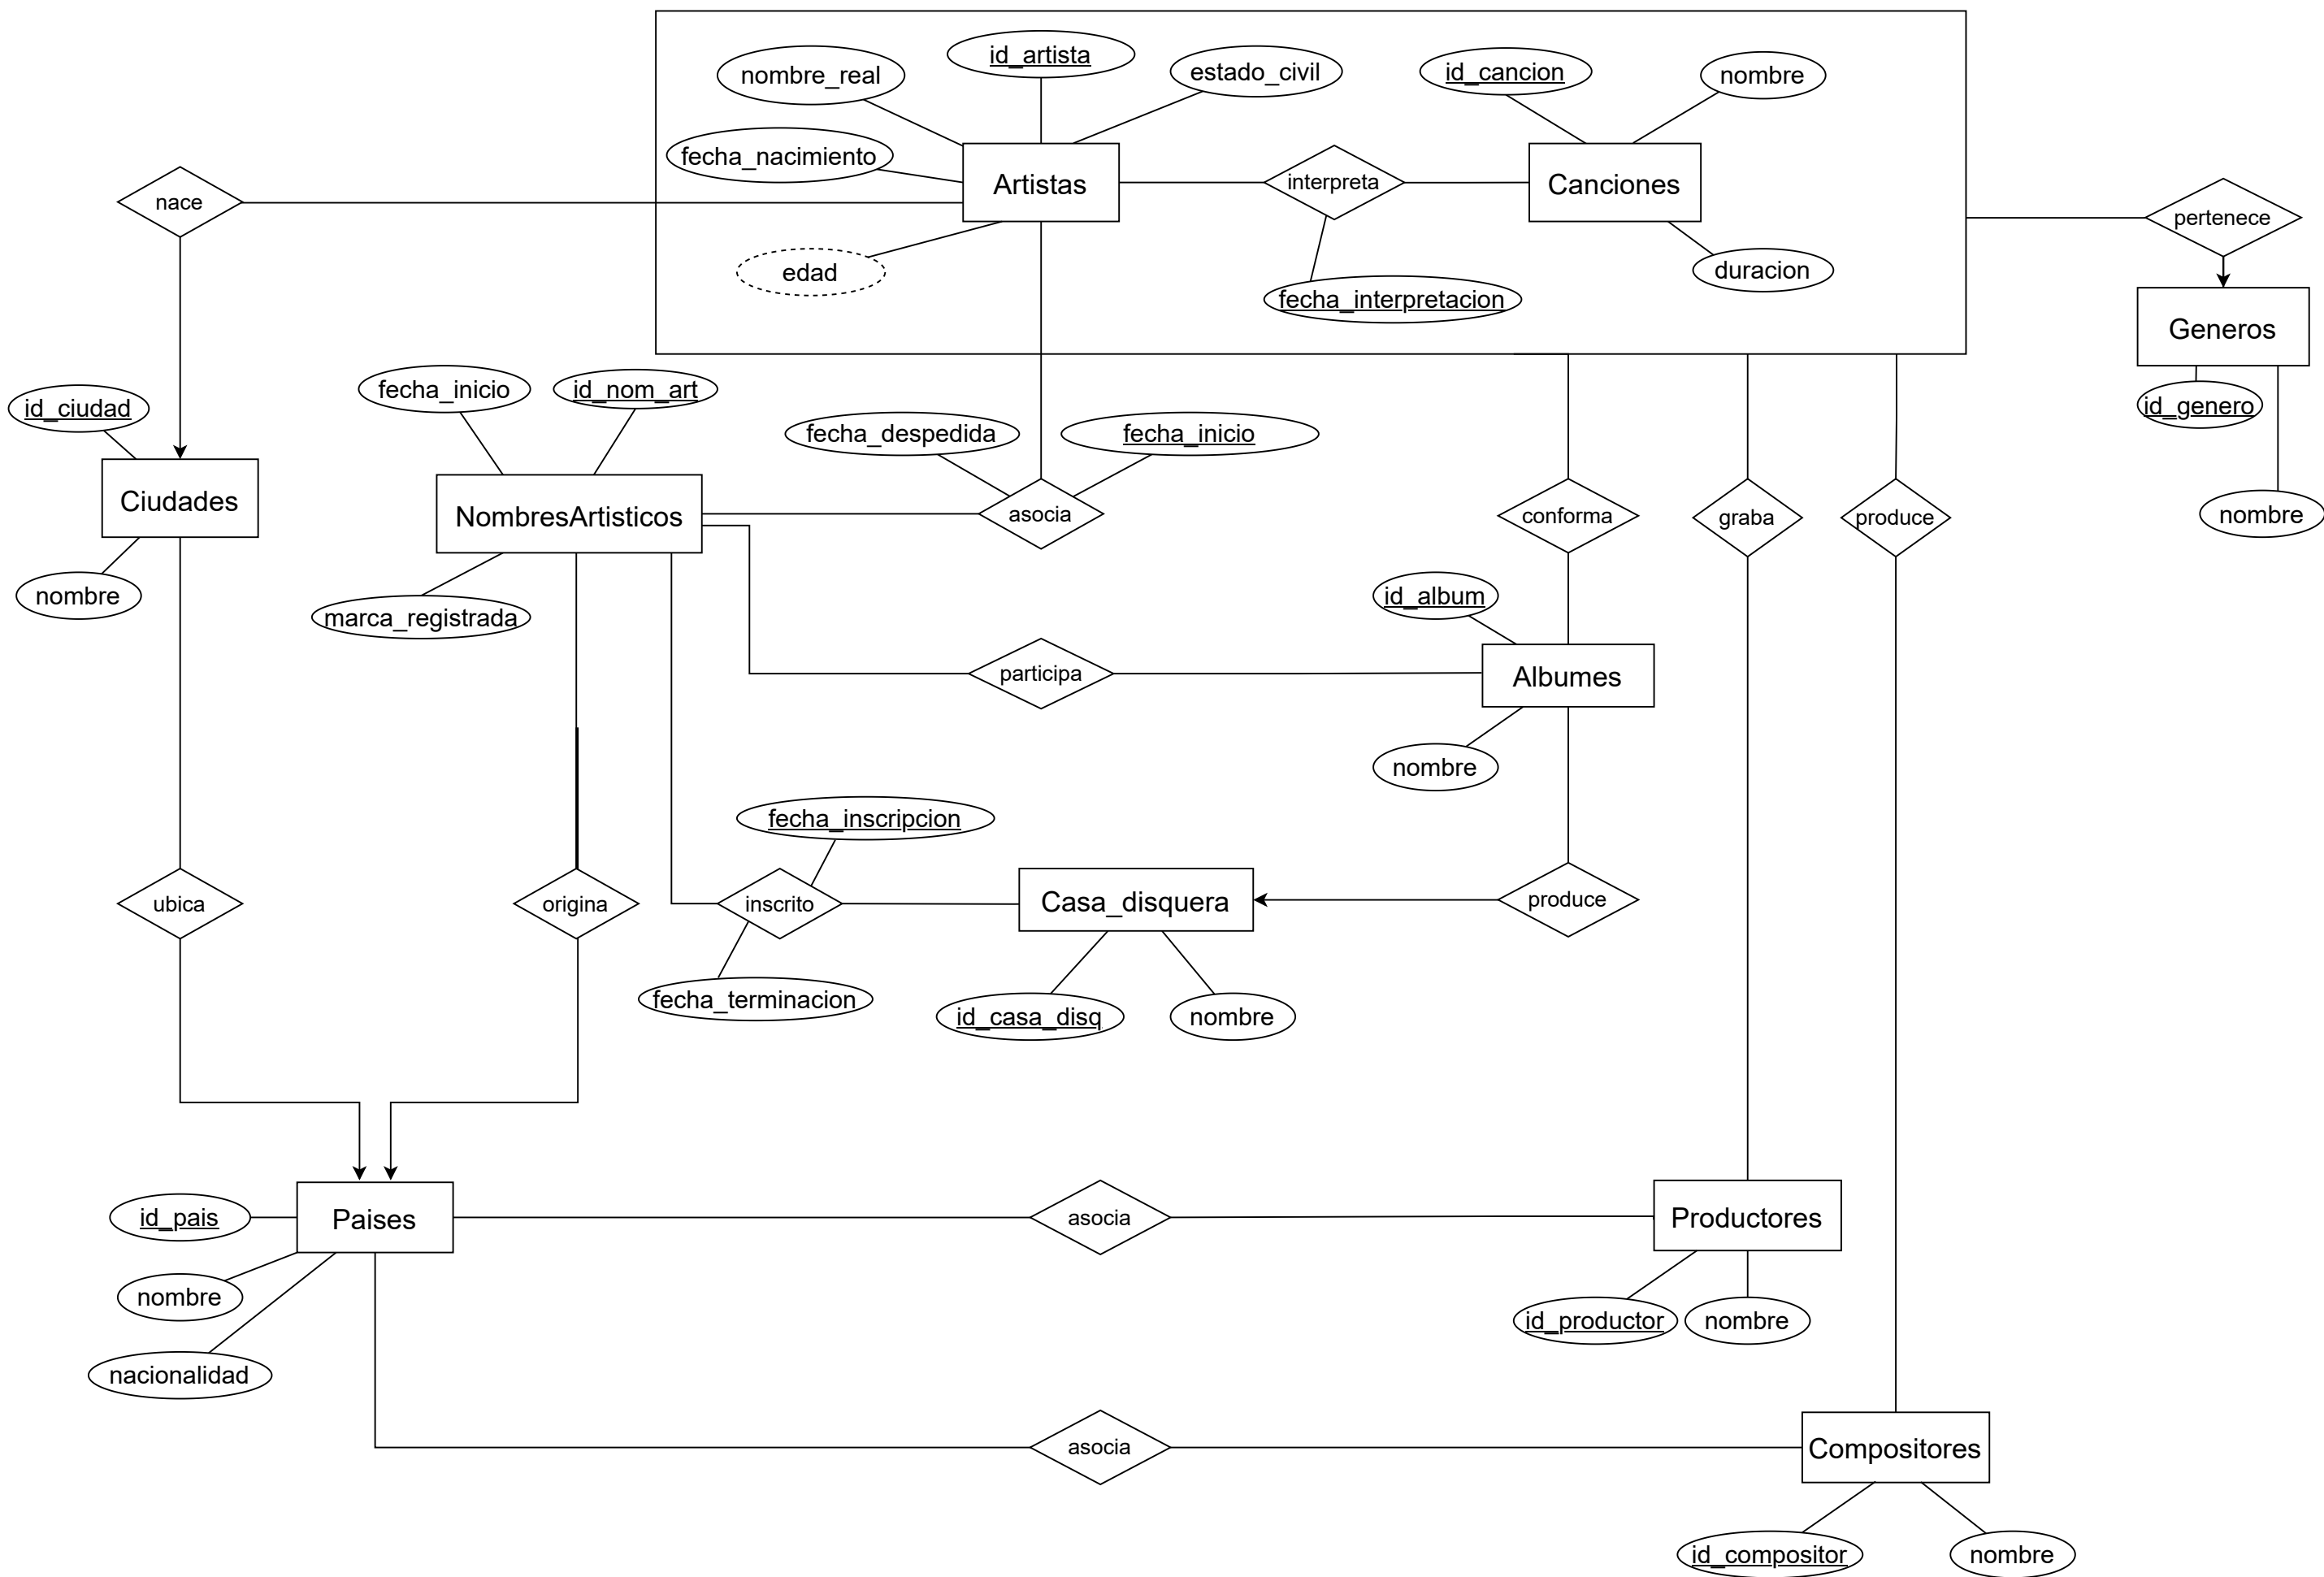 id_artista
nombre_real
estado_civil
id_cancion
nombre
fecha_nacimiento
Artistas
interpreta
Canciones
nace
pertenece
edad
duracion
fecha_interpretacion
Generos
fecha_inicio
id_nom_art
id_ciudad
id_genero
fecha_despedida
fecha_inicio
Ciudades
NombresArtisticos
asocia
conforma
graba
produce
nombre
nombre
marca_registrada
id_album
participa
Albumes
nombre
fecha_inscripcion
ubica
origina
inscrito
Casa_disquera
produce
fecha_terminacion
id_casa_disq
nombre
id_pais
Paises
asocia
Productores
nombre
id_productor
nombre
nacionalidad
asocia
Compositores
id_compositor
nombre